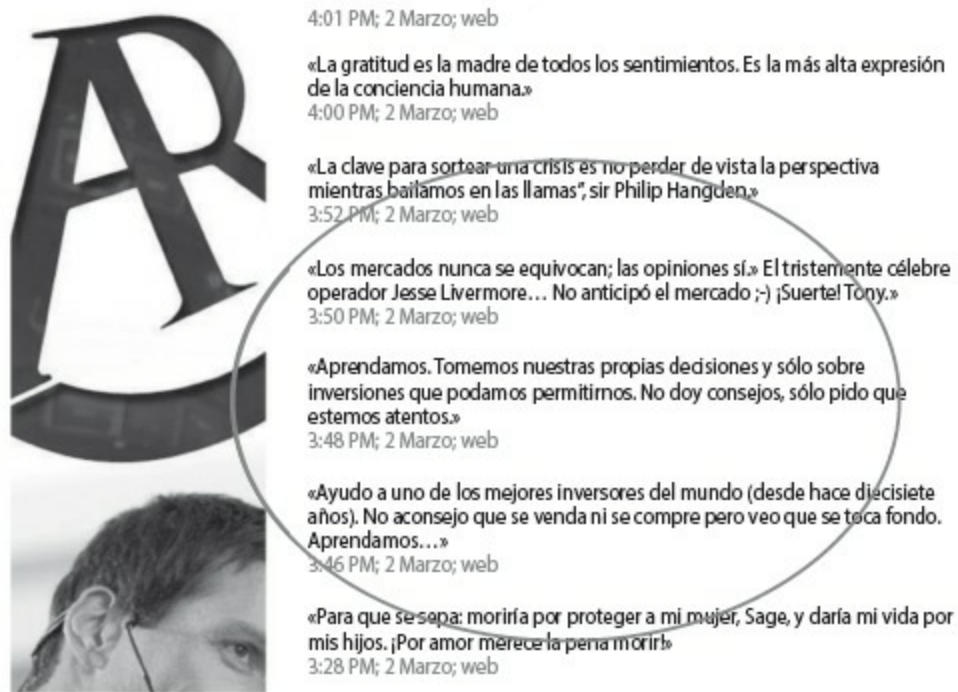 4:01 PM; 2 Marzo; web
«La gratitud es la madre de todos los sentimientos. Es la más alta expresión
de la conciencia humana.»
4:00 PM; 2 Marzo; web
«La clave para sortear una crisis es no perder de vista la perspectiva
mientras bailamos en las llamas”, sir Philip Hangden.»
3:52 PM; 2 Marzo; web
«Los mercados nunca se equivocan; las opiniones sí.» El tristemente célebre
operador Jesse Livermore… No anticipó el mercado ;-) ¡Suerte! Tony.»
3:50 PM; 2 Marzo; web
«Aprendamos. Tomemos nuestras propias decisiones y sólo sobre
inversiones que podamos permitirnos. No doy consejos, sólo pido que
estemos atentos.»
3:48 PM; 2 Marzo; web
«Ayudo a uno de los mejores inversores del mundo (desde hace diecisiete
años). No aconsejo que se venda ni se compre pero veo que se toca fondo.
Aprendamos…»
3:46 PM; 2 Marzo; web
«Para que se sepa: moriría por proteger a mi mujer, Sage, y daría mi vida por
mis hijos. ¡Por amor merece la pena morir!»
3:28 PM; 2 Marzo; web